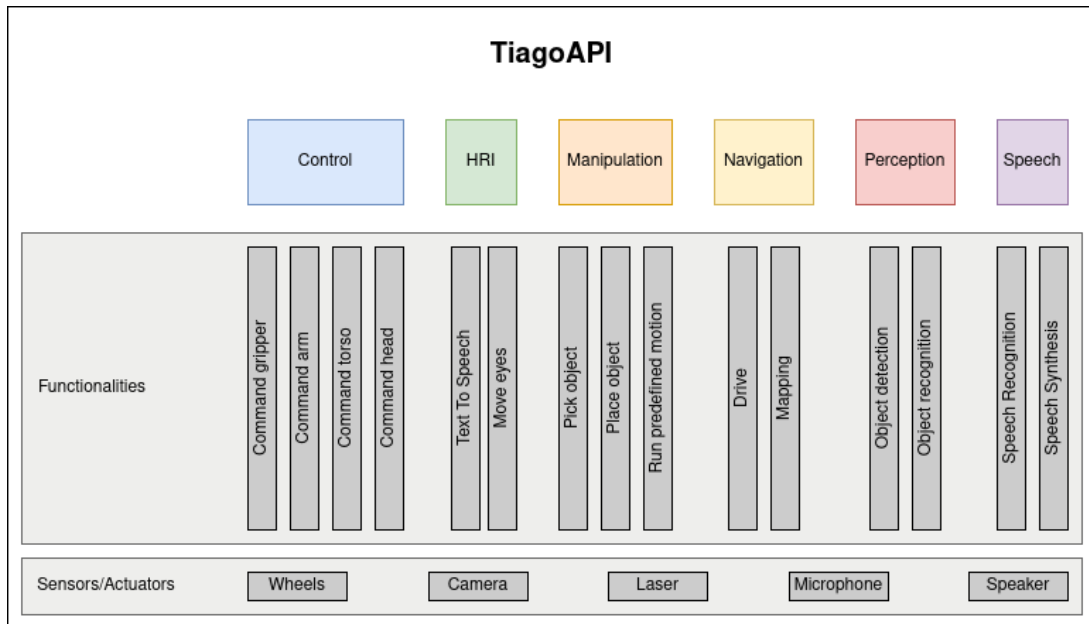 TiagoAPI
Control
HRI
Manipulation
Navigation
Perception
Speech
Functionalities
Command gripper
Command arm
Command torso
Command head
Text To Speech
Move eyes
Pick object
Place object
Run predefined motion
Drive
Mapping
Object detection
Object recognition
Speech Recognition
Speech Synthesis
Sensors/Actuators
Wheels
Camera
Laser
Microphone
Speaker